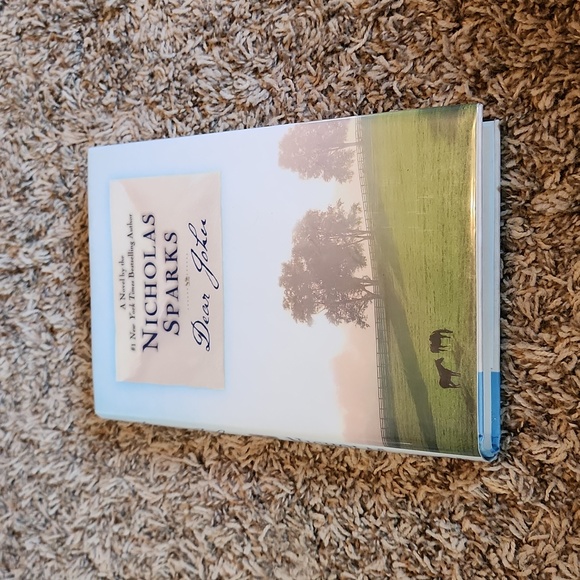 A Novel by the
#1 New York Times Bestselling Author
NICHOLAS
SPARKS
Dear John